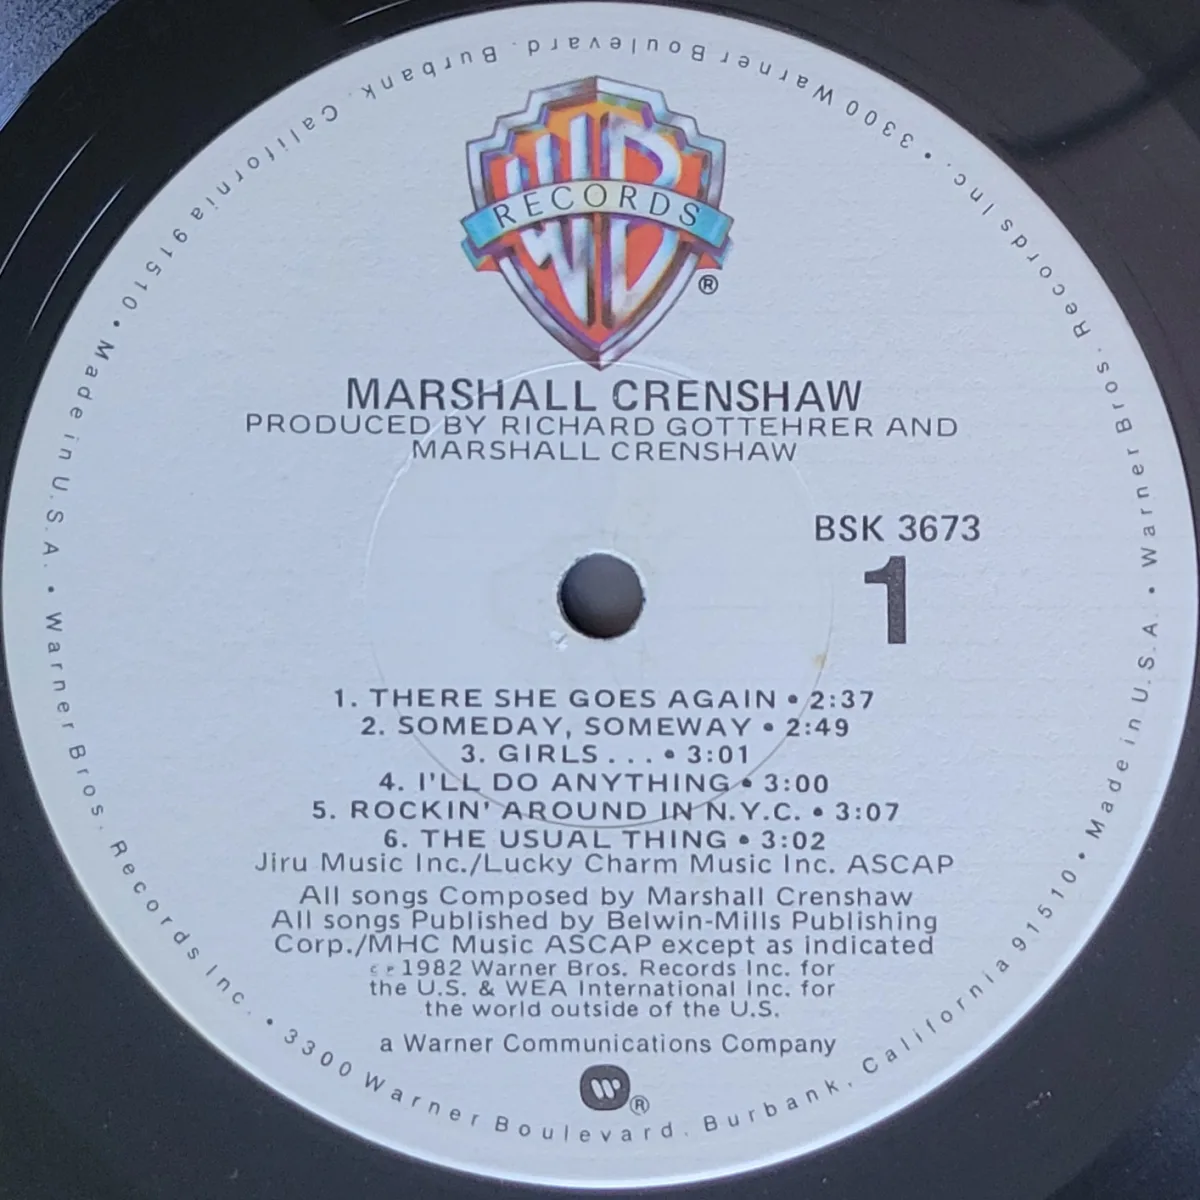 WB
RECORDS
®
MARSHALL CRENSHAW
PRODUCED BY RICHARD GOTTEHRER AND
MARSHALL CRENSHAW
BSK 3673
1
1. THERE SHE GOES AGAIN • 2:37
2. SOMEDAY, SOMEWAY • 2:49
3. GIRLS . . . • 3:01
4. I'LL DO ANYTHING • 3:00
5. ROCKIN' AROUND IN N.Y.C. • 3:07
6. THE USUAL THING • 3:02
Jiru Music Inc./Lucky Charm Music Inc. ASCAP
All songs Composed by Marshall Crenshaw
All songs Published by Belwin-Mills Publishing
Corp./MHC Music ASCAP except as indicated
© ℗ 1982 Warner Bros. Records Inc. for
the U.S. & WEA International Inc. for
the world outside of the U.S.
a Warner Communications Company
®
Made in U.S.A. • Warner Bros. Records Inc. • 3300 Warner Boulevard. Burbank. California 91510 • Made in U.S.A. • Warner Bros. Records Inc. • 3300 Warner Boulevard. Burbank. California 91510 •